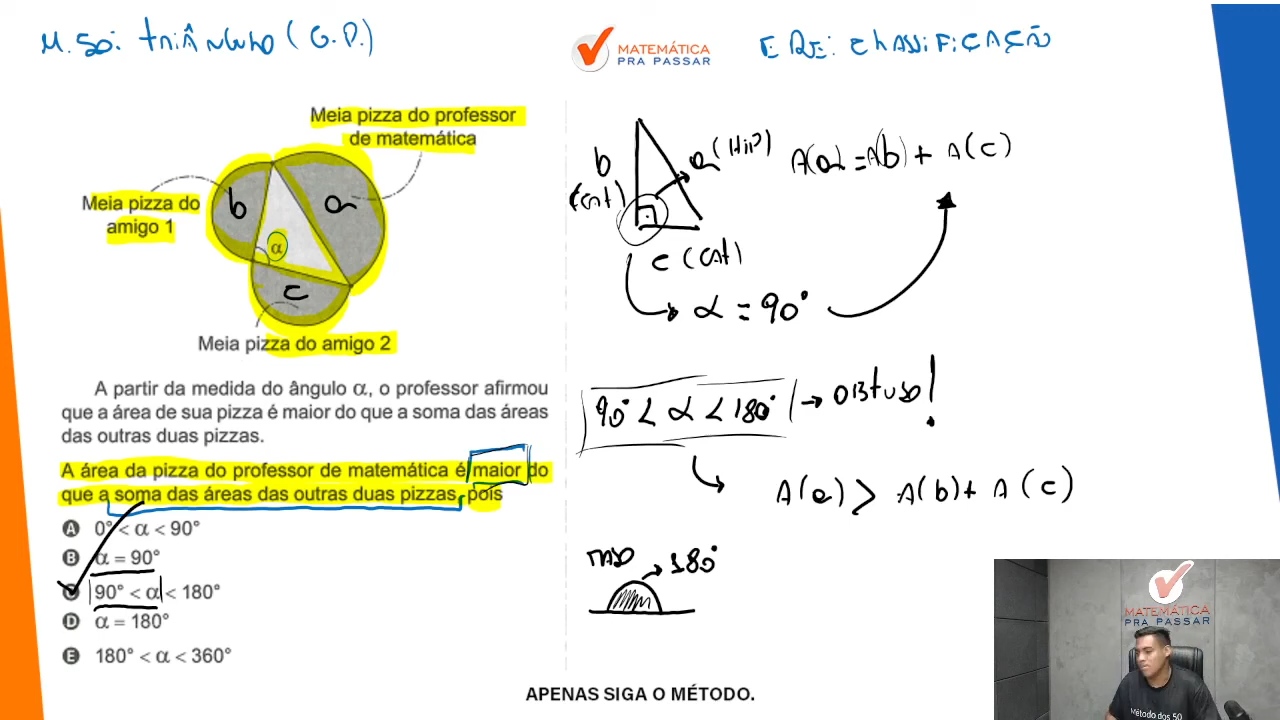 M.50: TRIÂNGULO (G.P.)
MATEMÁTICA
PRA PASSAR
E RE: CLASSIFICAÇÃO
Meia pizza do professor
de matemática
Meia pizza do
amigo 1
b
a
α
c
Meia pizza do amigo 2
A partir da medida do ângulo α, o professor afirmou
que a área de sua pizza é maior do que a soma das áreas
das outras duas pizzas.
A área da pizza do professor de matemática é maior do
que a soma das áreas das outras duas pizzas, pois
A 0° < α < 90°
B α = 90°
C 90° < α < 180°
D α = 180°
E 180° < α < 360°
b
(cat)
a (HiP)
A(a) = A(b) + A(c)
c (cat)
α = 90°
90° < α < 180° → OBTUSO!
A(a) > A(b) + A(c)
RASO
180°
MATEMÁTICA
PRA PASSAR
Método dos 50
APENAS SIGA O MÉTODO.